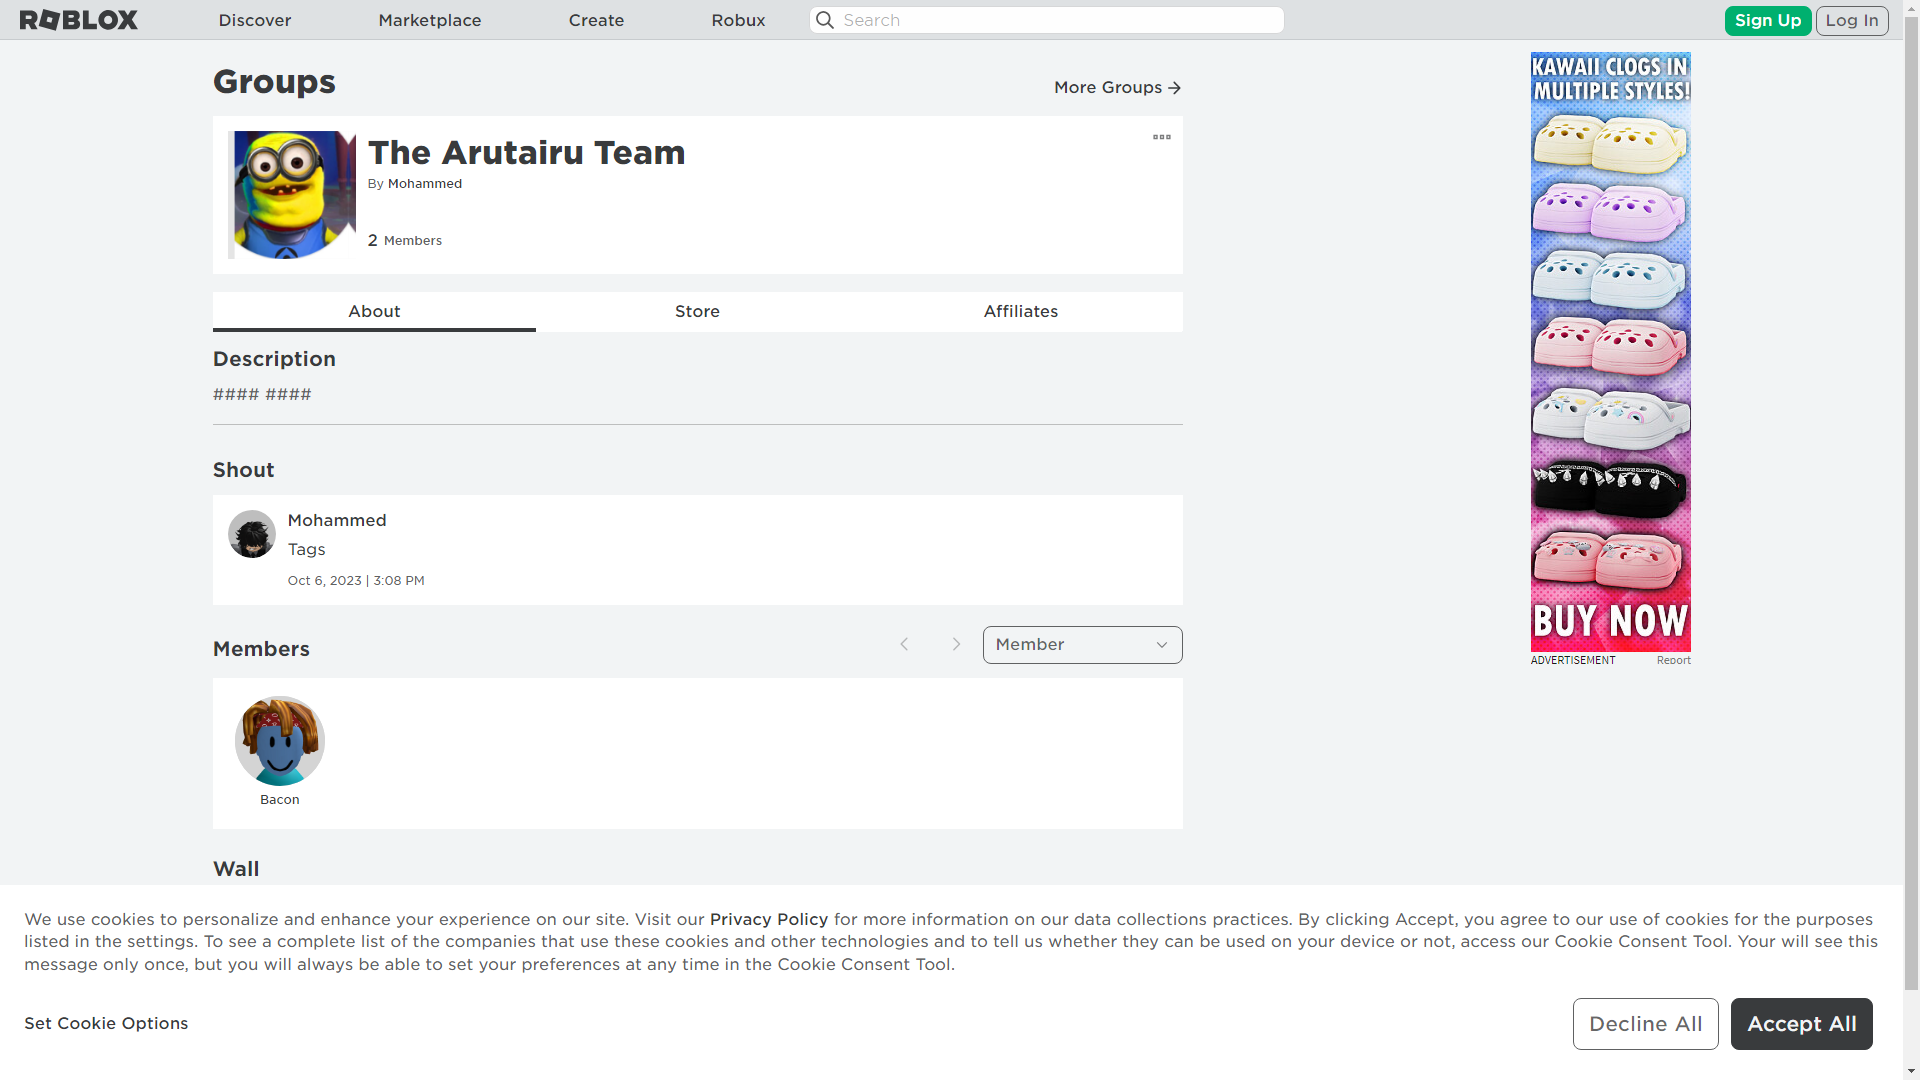 ROBLOX
Discover
Marketplace
Create
Robux
Search
Sign Up
Log In
Groups
More Groups
The Arutairu Team
By Mohammed
2 Members
About
Store
Affiliates
Description
#### ####
Shout
Mohammed
Tags
Oct 6, 2023 | 3:08 PM
Members
Member
Bacon
Wall
KAWAII CLOGS IN
MULTIPLE STYLES!
BUY NOW
ADVERTISEMENT
Report
We use cookies to personalize and enhance your experience on our site. Visit our Privacy Policy for more information on our data collections practices. By clicking Accept, you agree to our use of cookies for the purposes
listed in the settings. To see a complete list of the companies that use these cookies and other technologies and to tell us whether they can be used on your device or not, access our Cookie Consent Tool. Your will see this
message only once, but you will always be able to set your preferences at any time in the Cookie Consent Tool.
Set Cookie Options
Decline All
Accept All